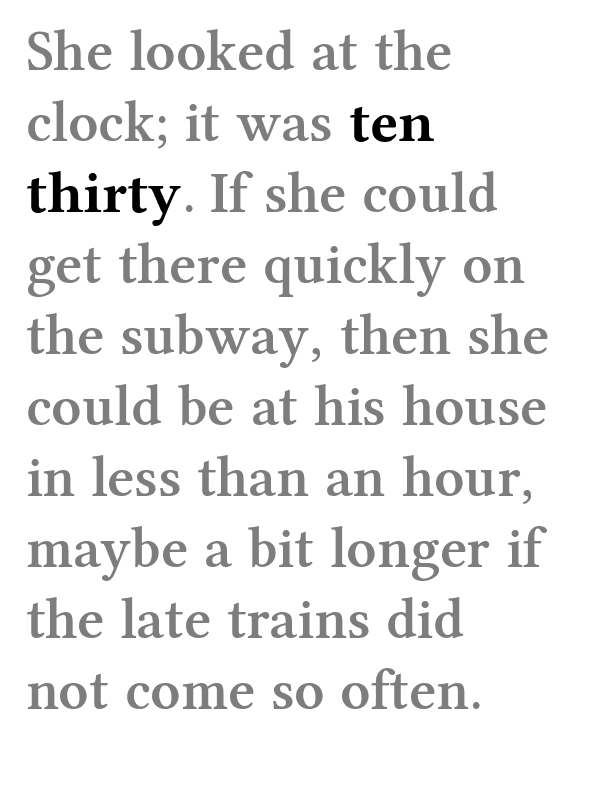 She looked at the
clock; it was ten
thirty. If she could
get there quickly on
the subway, then she
could be at his house
in less than an hour,
maybe a bit longer if
the late trains did
not come so often.